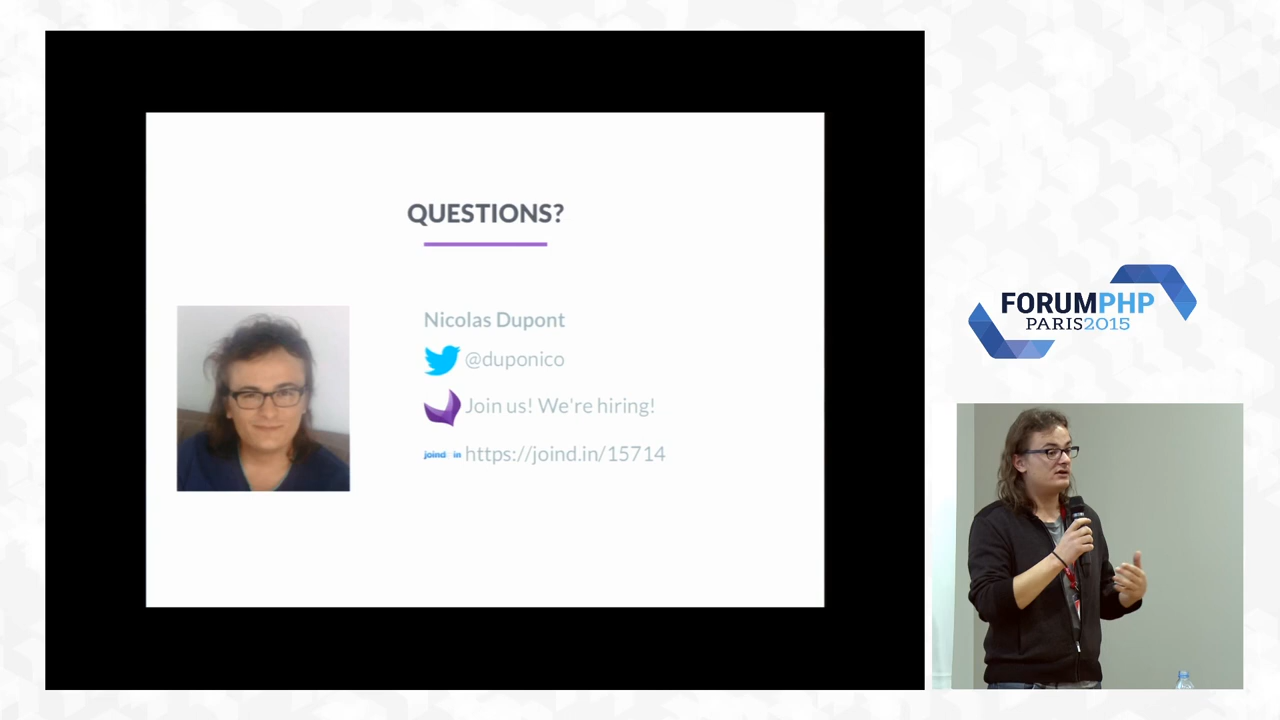 QUESTIONS?
Nicolas Dupont
@duponico
Join us! We're hiring!
joind in https://joind.in/15714
FORUMPHP
PARIS2015